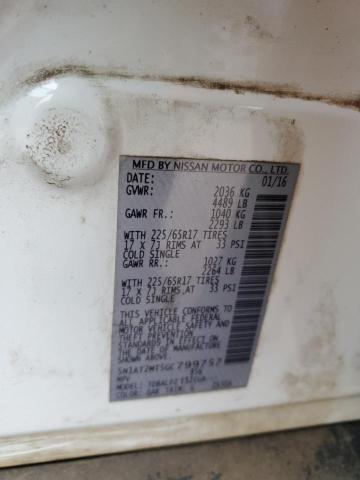 MFD BY NISSAN MOTOR CO., LTD.
DATE: 01/16
GVWR: 2036 KG
4489 LB
GAWR FR.: 1040 KG
2293 LB
WITH 225/65R17 TIRES
17 X 7J RIMS AT 33 PSI
COLD SINGLE
GAWR RR.: 1027 KG
2264 LB
WITH 225/65R17 TIRES
17 X 7J RIMS AT 33 PSI
COLD SINGLE
THIS VEHICLE CONFORMS TO ALL
APPLICABLE FEDERAL
MOTOR VEHICLE SAFETY AND
THEFT PREVENTION
STANDARDS IN EFFECT ON THE
DATE OF MANUFACTURE
SHOWN ABOVE.
5N1AT2MT5GC799757
MPV
MODEL:
COLOR: QAK TRIM: G